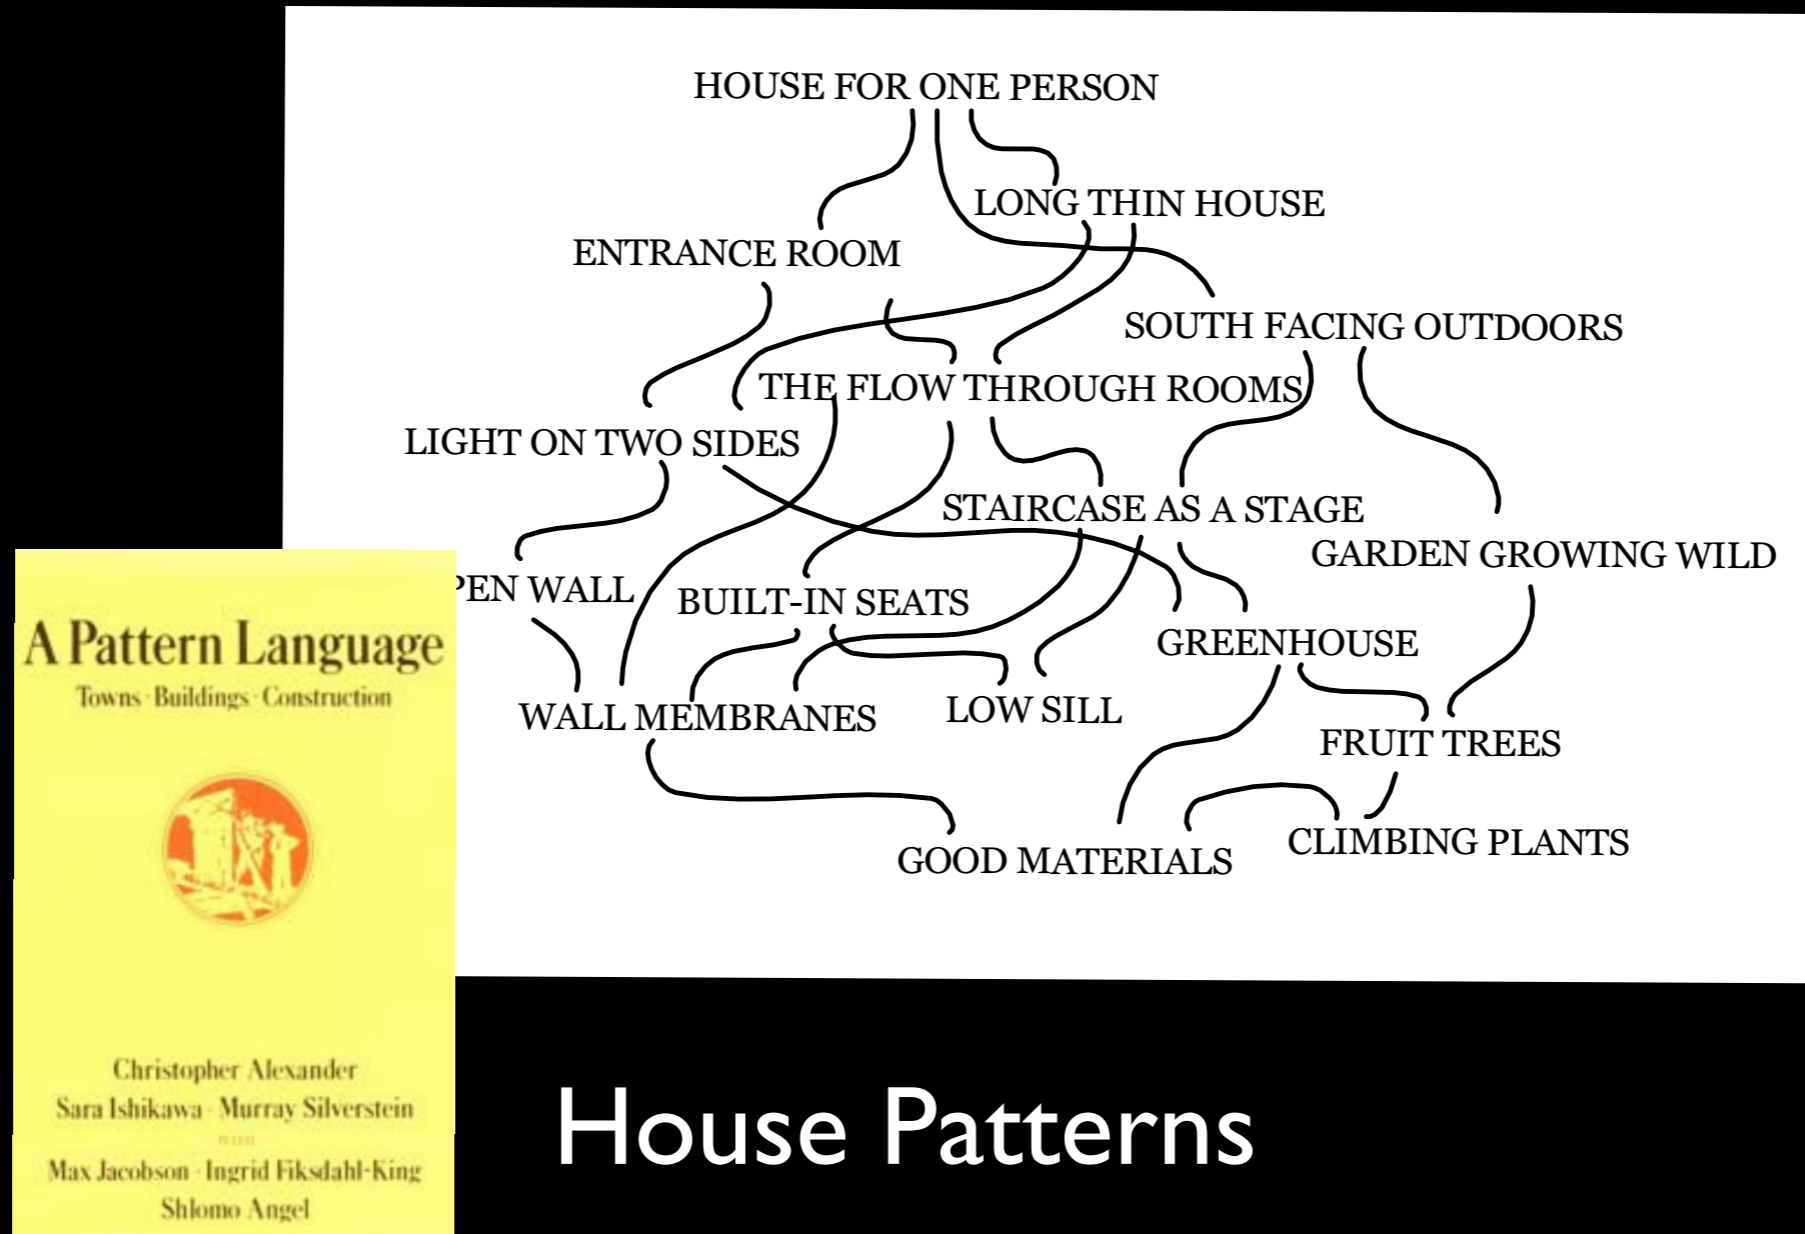 HOUSE FOR ONE PERSON
LONG THIN HOUSE
ENTRANCE ROOM
SOUTH FACING OUTDOORS
THE FLOW THROUGH ROOMS
LIGHT ON TWO SIDES
STAIRCASE AS A STAGE
GARDEN GROWING WILD
PEN WALL
BUILT-IN SEATS
GREENHOUSE
WALL MEMBRANES
LOW SILL
FRUIT TREES
CLIMBING PLANTS
GOOD MATERIALS
A Pattern Language
Towns · Buildings · Construction
Christopher Alexander
Sara Ishikawa · Murray Silverstein
Max Jacobson · Ingrid Fiksdahl-King
Shlomo Angel
House Patterns